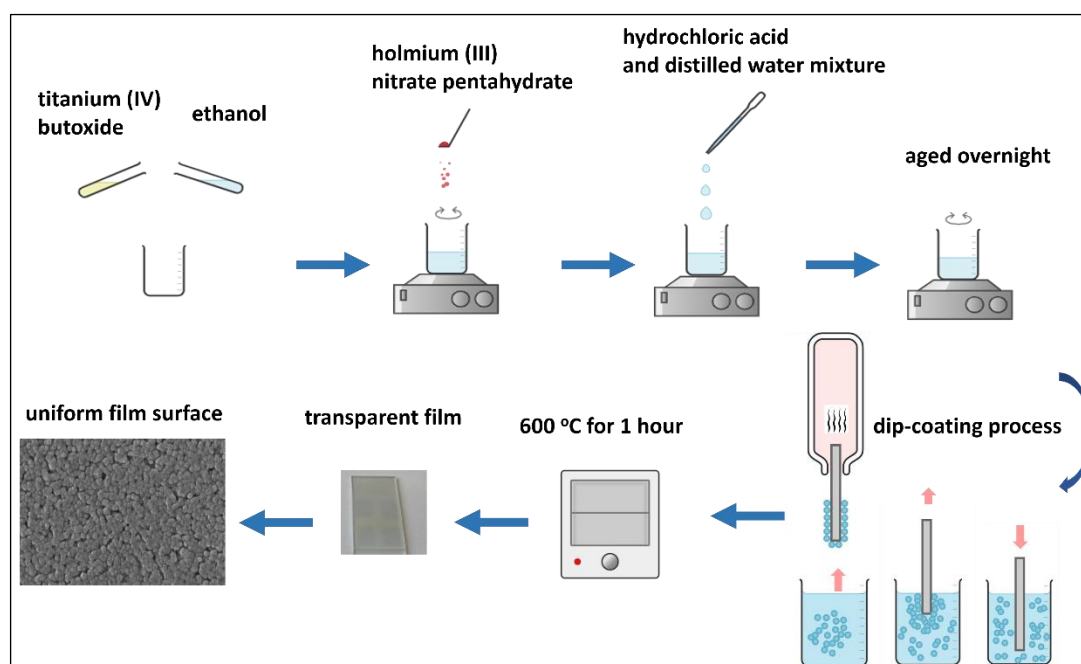 titanium (IV)
butoxide
ethanol
holmium (III)
nitrate pentahydrate
hydrochloric acid
and distilled water mixture
aged overnight
dip-coating process
600 °C for 1 hour
transparent film
uniform film surface